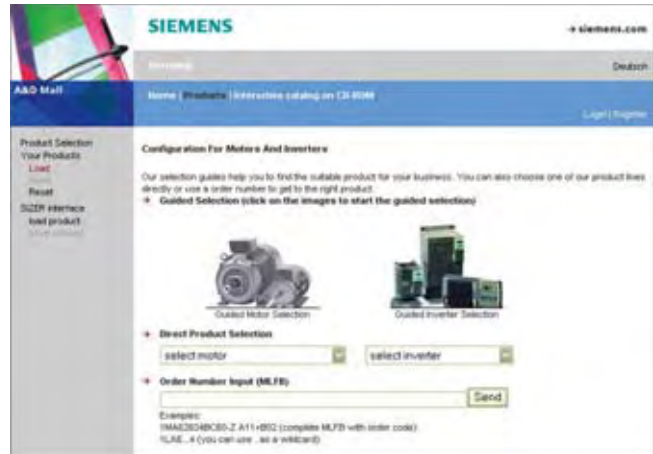 SIEMENS
→ siemens.com
Deutsch
A&D Mall
Home | Products | Interactive catalog on CD-ROM
Login | Register
Product Selection
Your Products
Load
Reset
SIZER interface
load product
Configuration For Motors And Inverters
Our selection guides help you to find the suitable product for your business. You can also choose one of our product lines
directly or use a order number to get to the right product.
→ Guided Selection (click on the images to start the guided selection)
Guided Motor Selection
Guided Inverter Selection
→ Direct Product Selection
select motor
select inverter
→ Order Number Input (MLFB)
Send
Examples:
(complete MLFB with order code)
(you can use . as a wildcard)